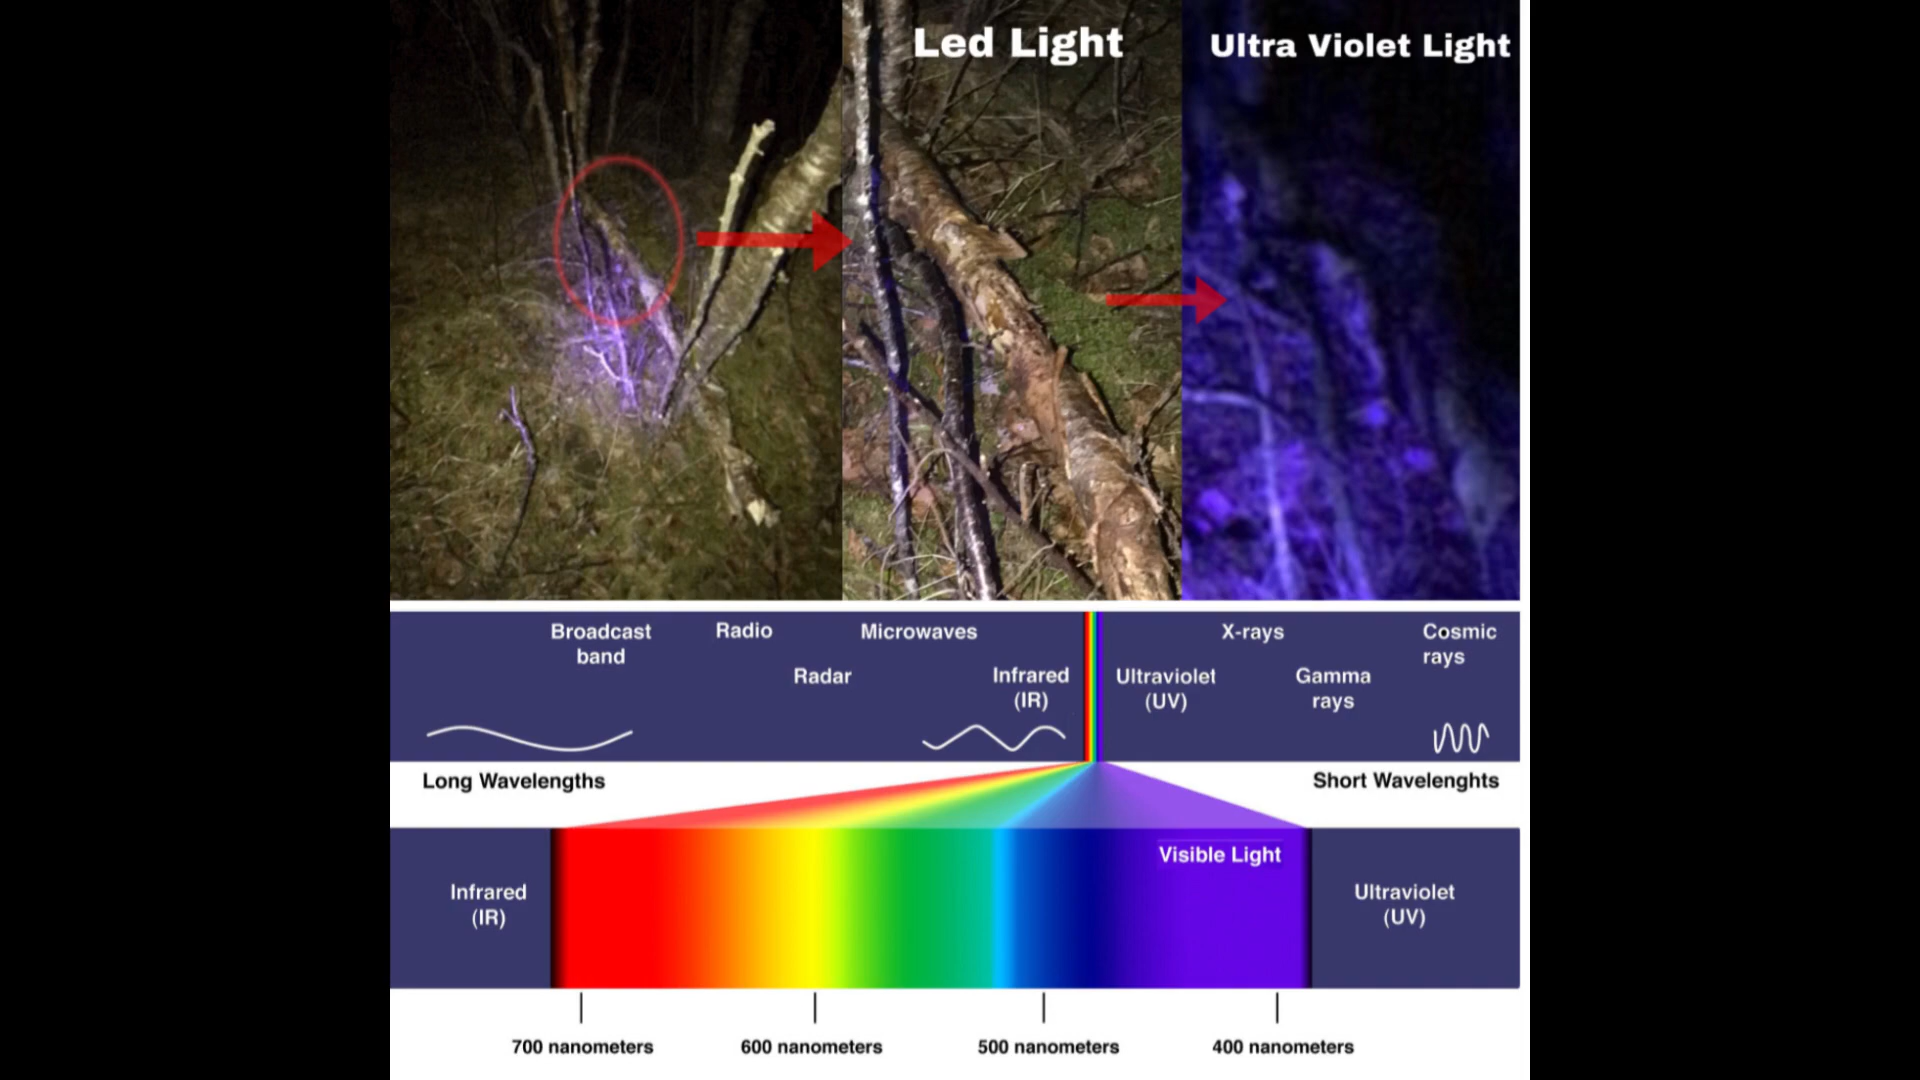 Led Light
Ultra Violet Light
Broadcast
band
Radio
Radar
Microwaves
Infrared
(IR)
Ultraviolet
(UV)
X-rays
Gamma
rays
Cosmic
rays
Long Wavelengths
Short Wavelenghts
Infrared
(IR)
Visible Light
Ultraviolet
(UV)
700 nanometers
600 nanometers
500 nanometers
400 nanometers